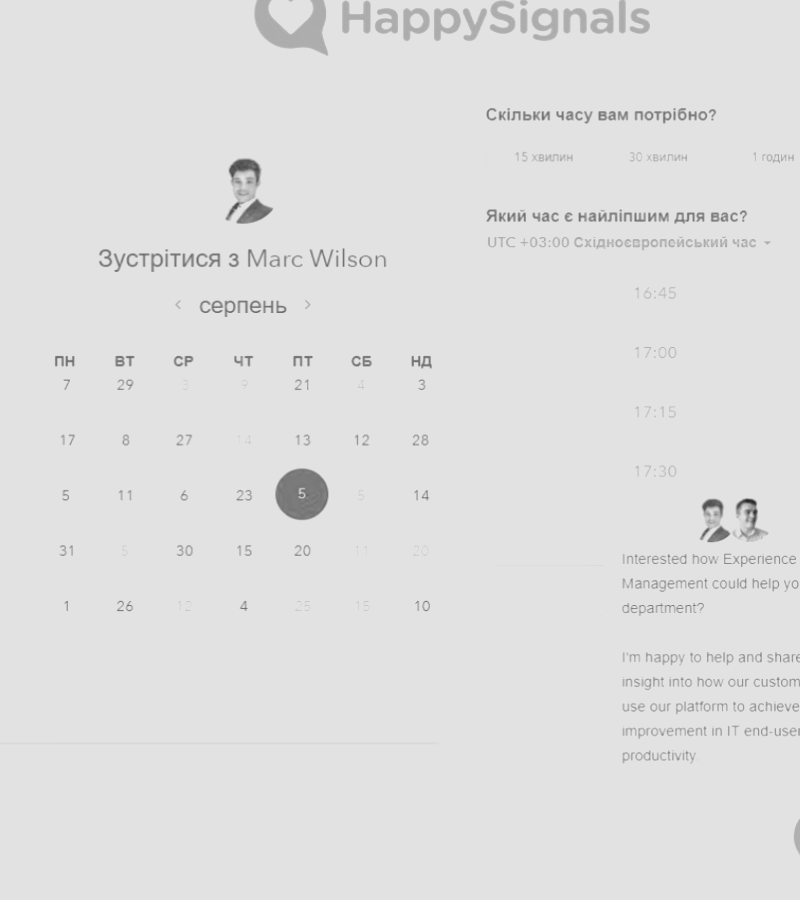 HappySignals
Зустрітися з Marc Wilson
серпень
ПН ВТ СР ЧТ ПТ СБ НД
7 29 3 9 21 4 3
17 8 27 14 13 12 28
5 11 6 23 5 5 14
31 5 30 15 20 11 20
1 26 12 4 25 15 10
Скільки часу вам потрібно?
15 хвилин 30 хвилин 1 годин
Який час є найліпшим для вас?
UTC +03:00 Східноєвропейський час
16:45
17:00
17:15
17:30
Interested how Experience
Management could help yo
department?
I'm happy to help and share
insight into how our custom
use our platform to achieve
improvement in IT end-user
productivity